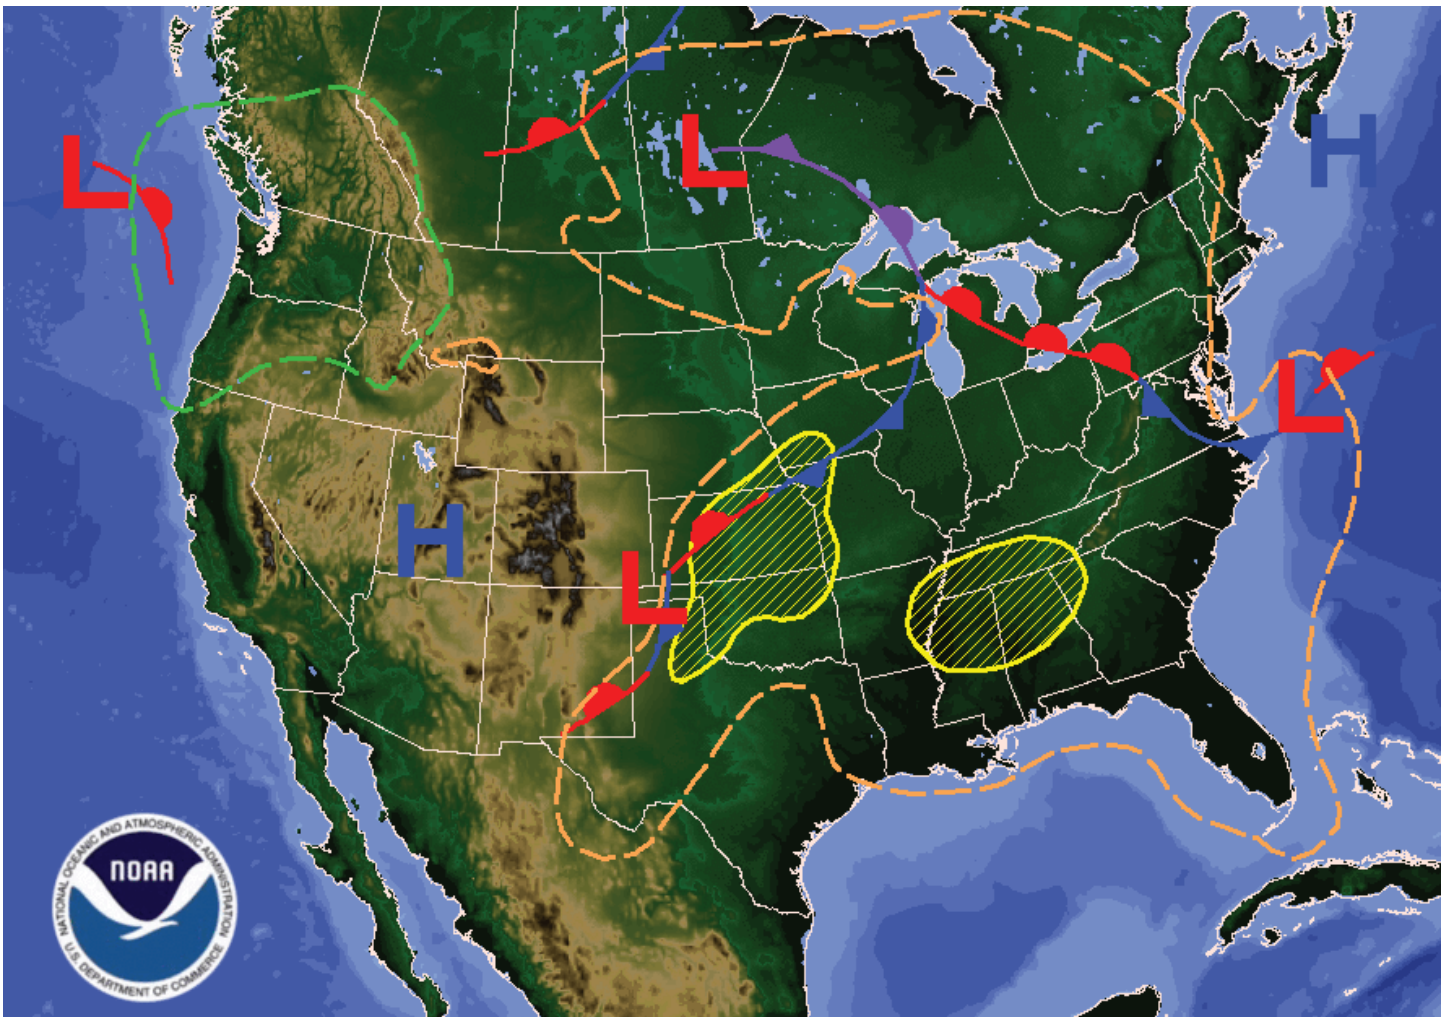 L
L
H
L
H
L
NATIONAL OCEANIC AND ATMOSPHERIC ADMINISTRATION
NOAA
U.S. DEPARTMENT OF COMMERCE